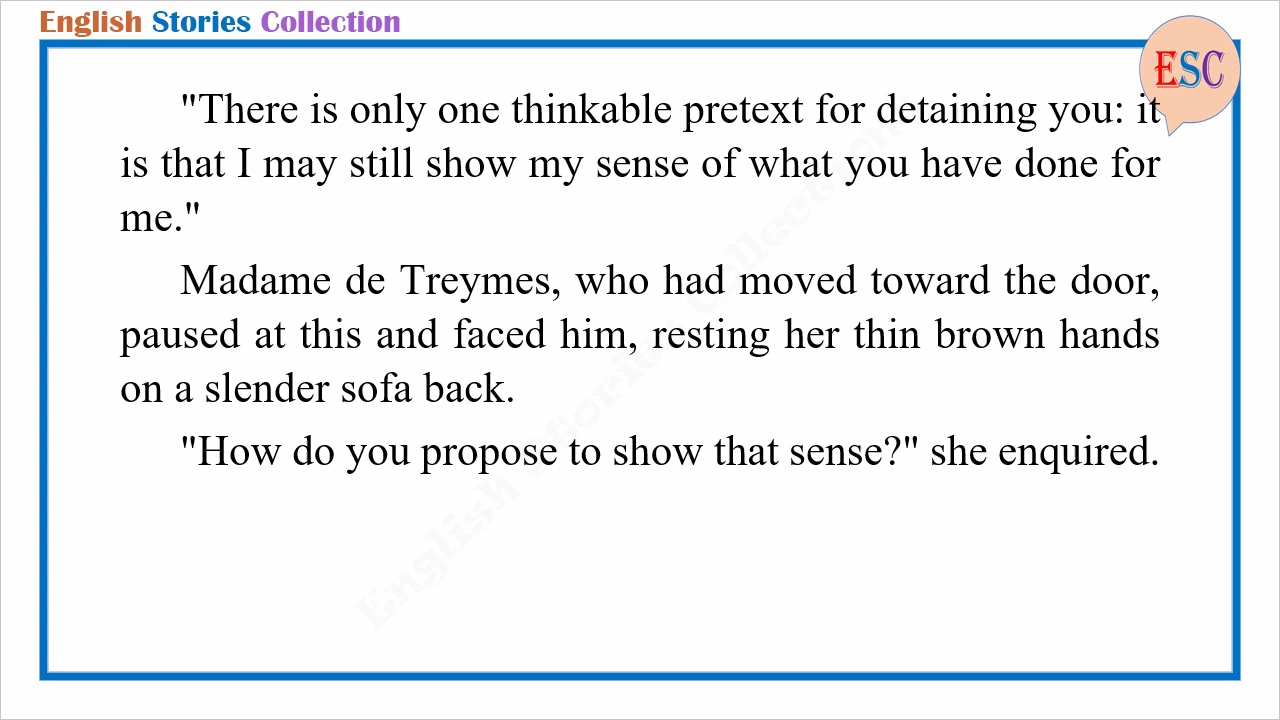 English Stories Collection
ESC
"There is only one thinkable pretext for detaining you: it
is that I may still show my sense of what you have done for
me."
Madame de Treymes, who had moved toward the door,
paused at this and faced him, resting her thin brown hands
on a slender sofa back.
"How do you propose to show that sense?" she enquired.
English Stories Collection